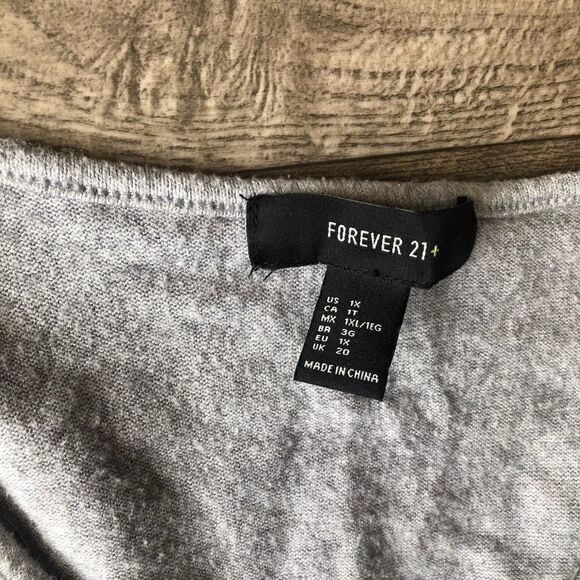 FOREVER 21+
US 1X
CA 1T
MX 1XL/1EG
BR 3G
EU 1X
UK 20
MADE IN CHINA